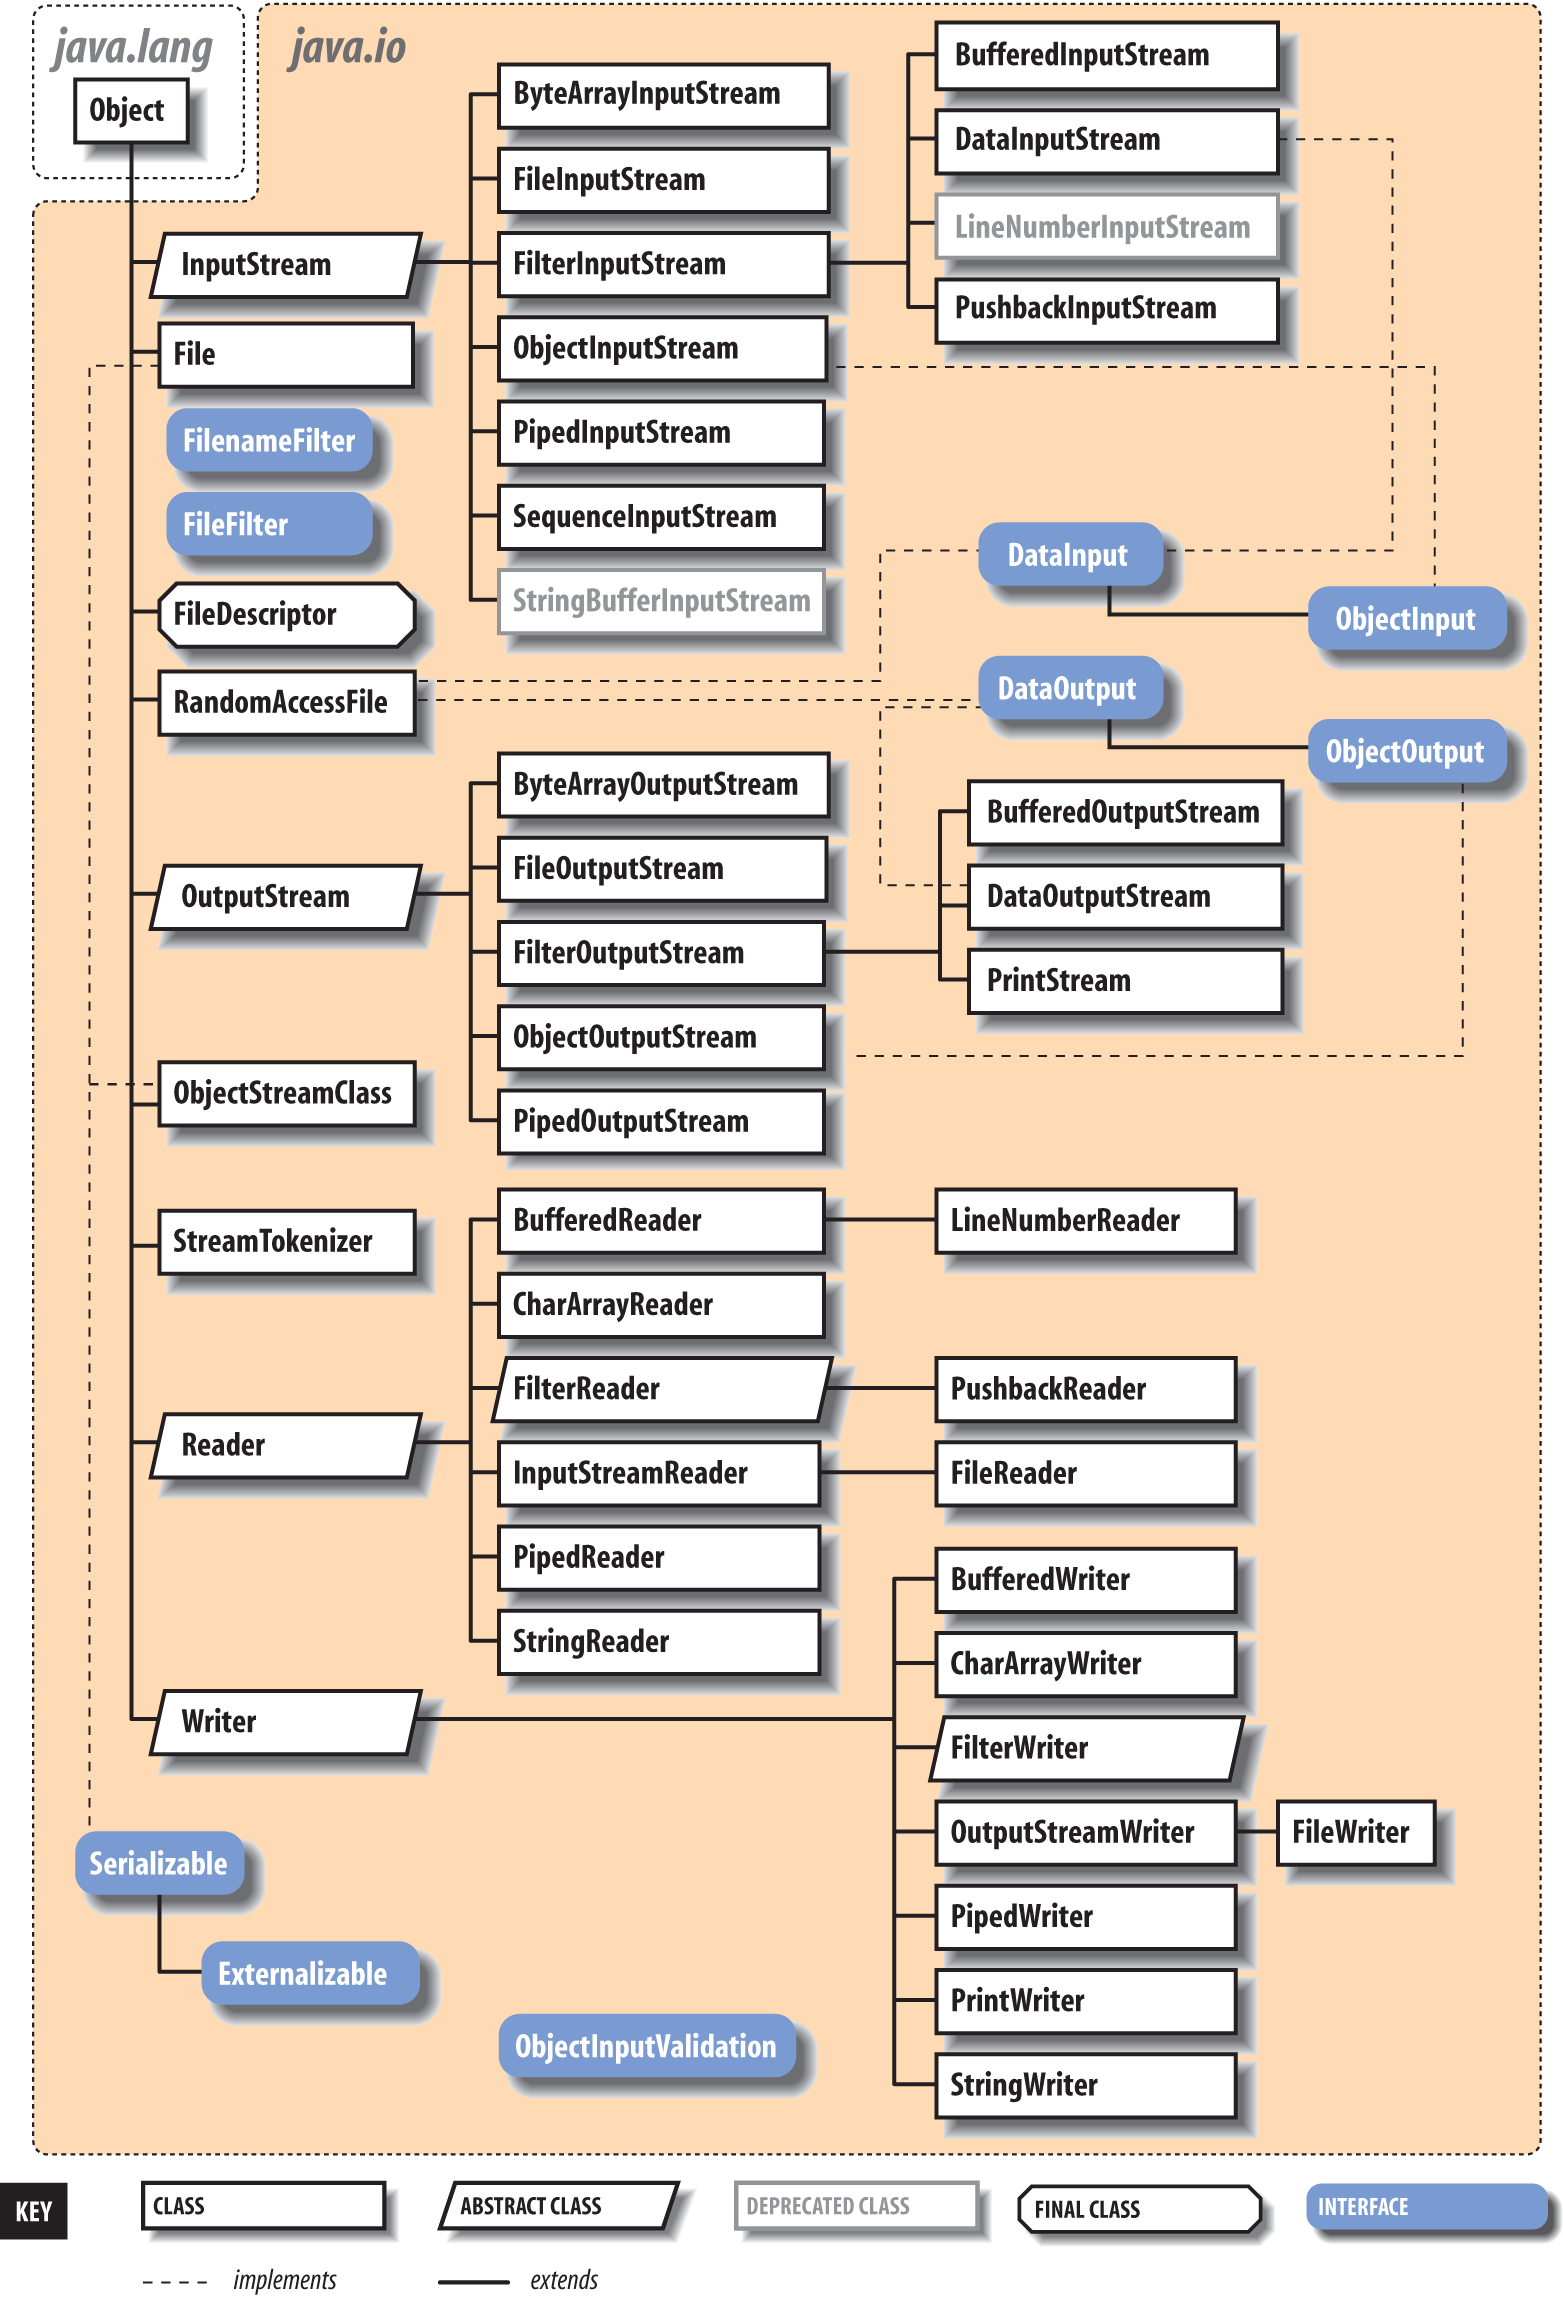 java.lang
java.io
Object
InputStream
File
FilenameFilter
FileFilter
FileDescriptor
RandomAccessFile
OutputStream
ObjectStreamClass
StreamTokenizer
Reader
Writer
Serializable
Externalizable
ByteArrayInputStream
FileInputStream
FilterInputStream
ObjectInputStream
PipedInputStream
SequenceInputStream
StringBufferInputStream
BufferedInputStream
DataInputStream
LineNumberInputStream
PushbackInputStream
DataInput
ObjectInput
DataOutput
ObjectOutput
ByteArrayOutputStream
FileOutputStream
FilterOutputStream
ObjectOutputStream
PipedOutputStream
BufferedOutputStream
DataOutputStream
PrintStream
BufferedReader
CharArrayReader
FilterReader
InputStreamReader
PipedReader
StringReader
LineNumberReader
PushbackReader
FileReader
BufferedWriter
CharArrayWriter
FilterWriter
OutputStreamWriter
FileWriter
PipedWriter
PrintWriter
StringWriter
ObjectInputValidation
KEY
CLASS
ABSTRACT CLASS
DEPRECATED CLASS
FINAL CLASS
INTERFACE
implements
extends